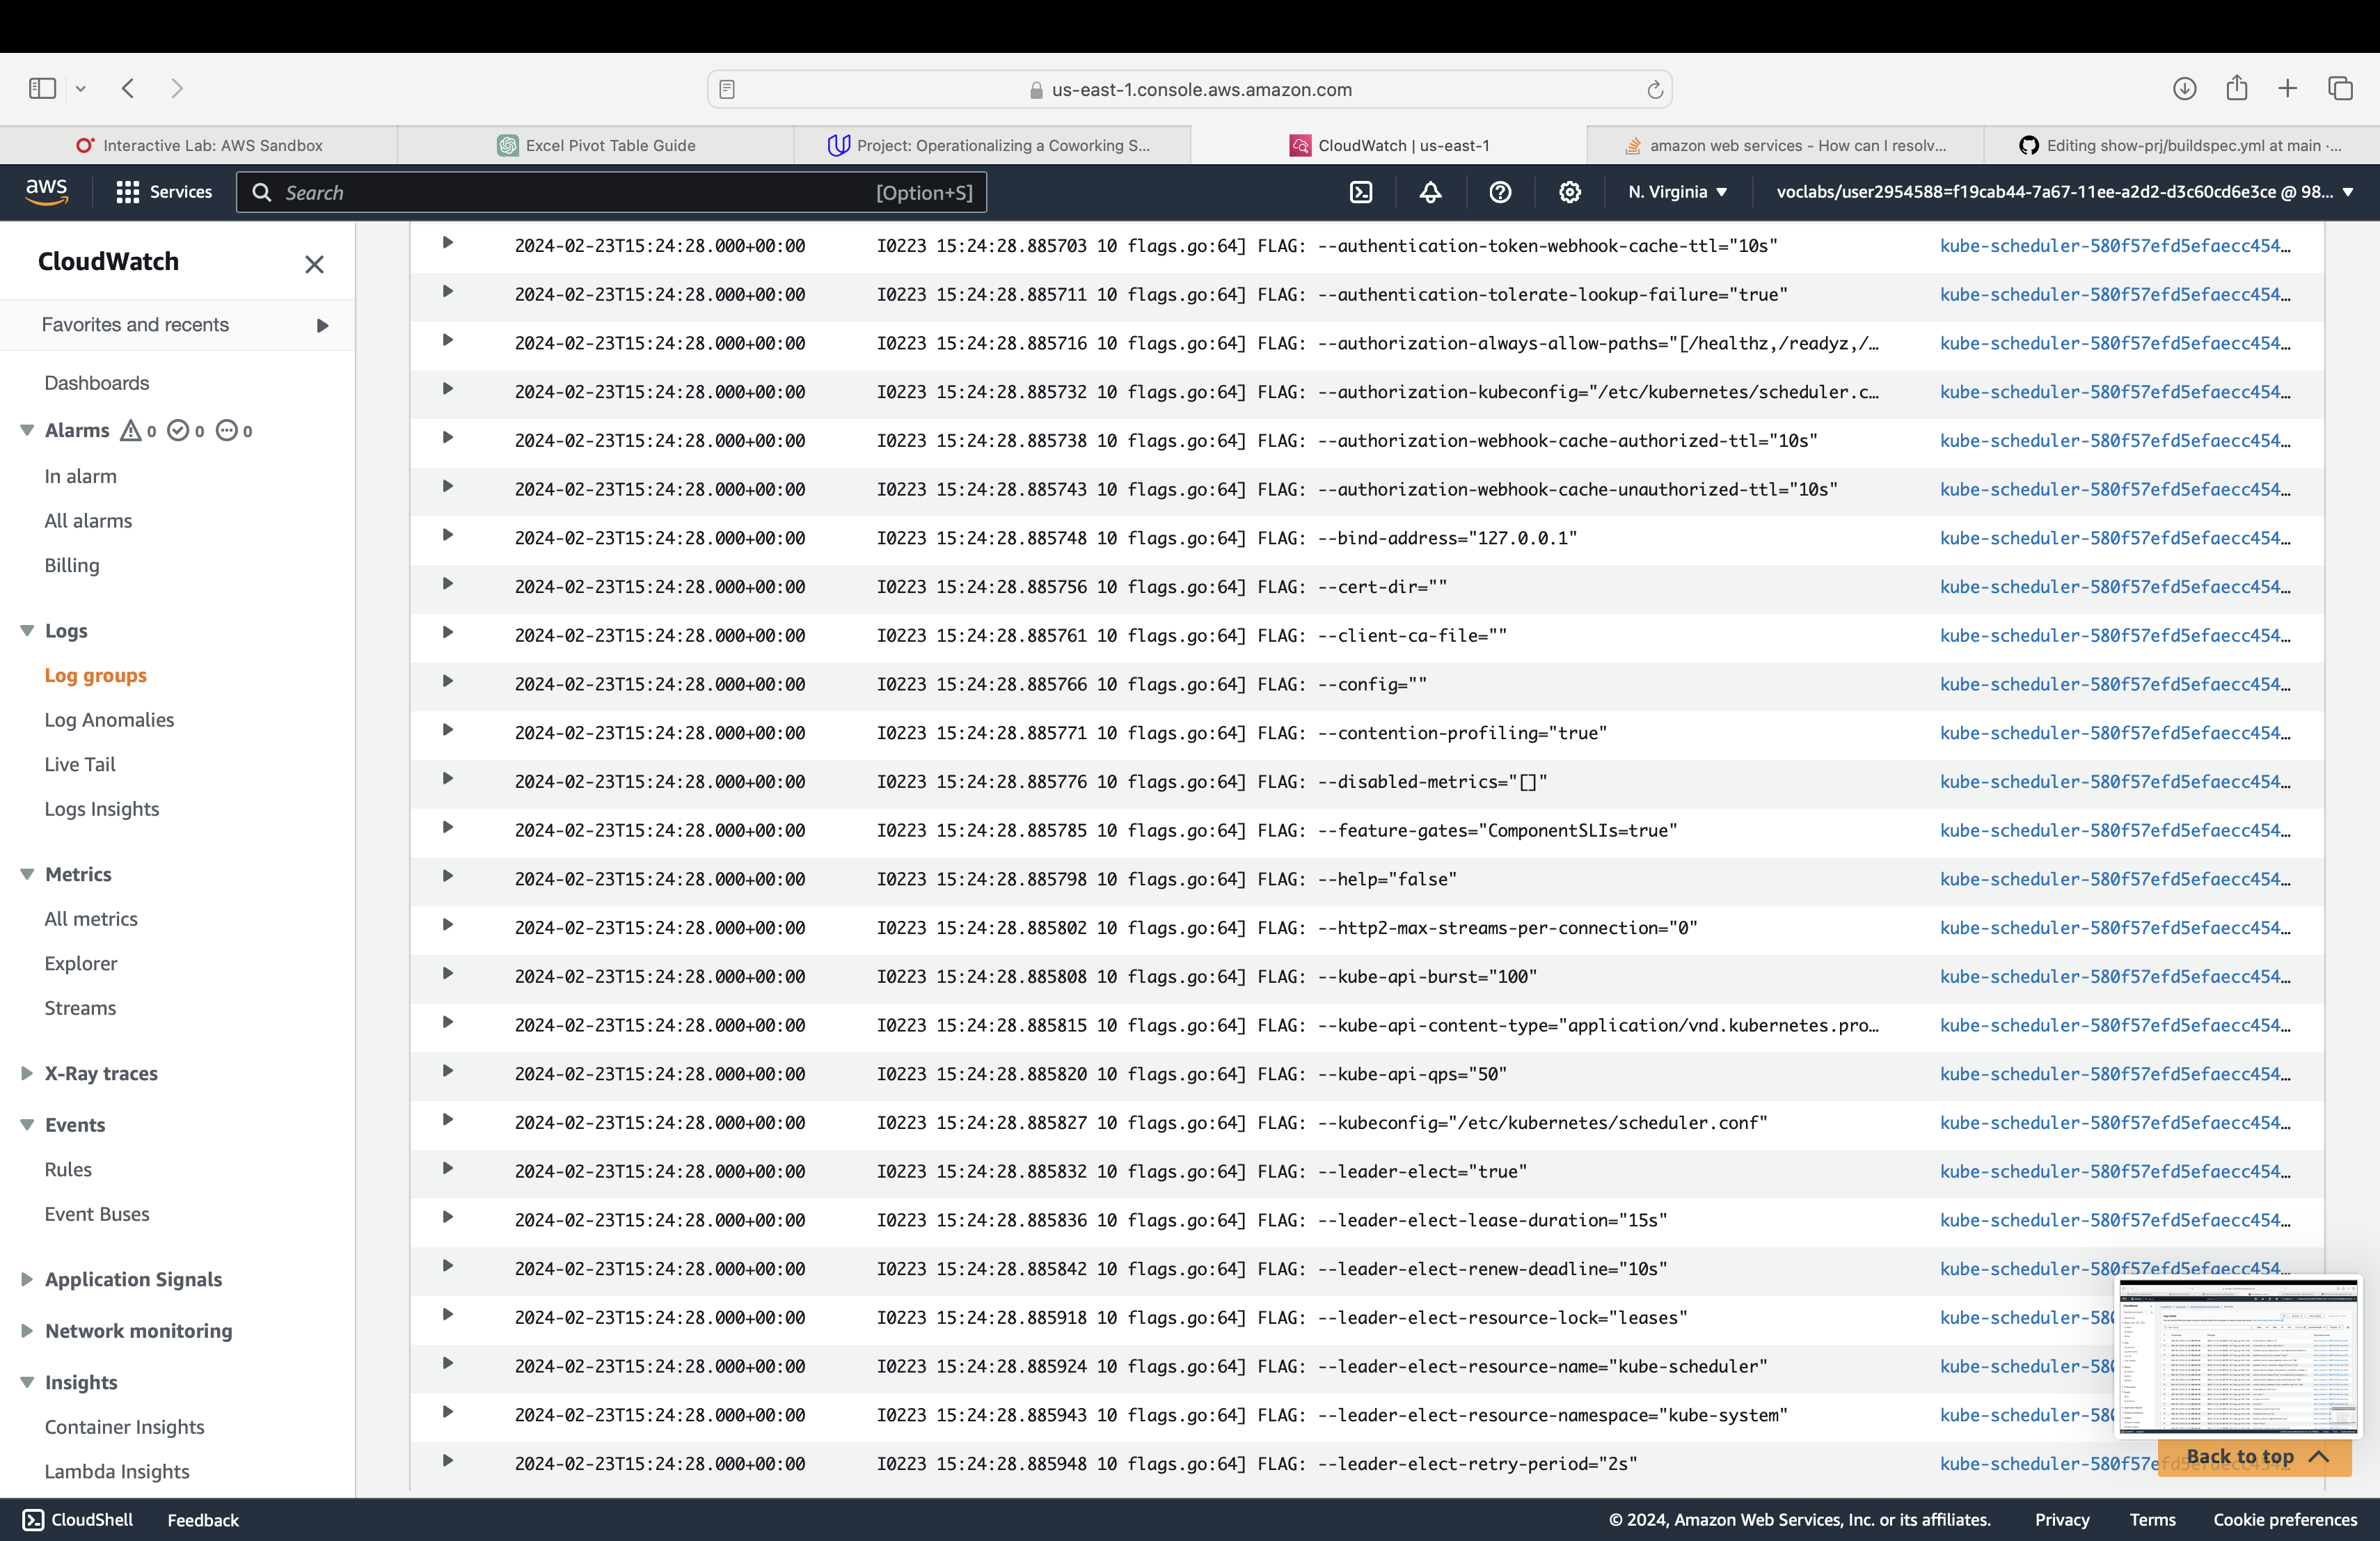 us-east-1.console.aws.amazon.com
Interactive Lab: AWS Sandbox
Excel Pivot Table Guide
Project: Operationalizing a Coworking S...
CloudWatch | us-east-1
amazon web services - How can I resolv...
Editing show-prj/buildspec.yml at main ·...
aws
Services
Search
[Option+S]
N. Virginia
voclabs/user2954588=f19cab44-7a67-11ee-a2d2-d3c60cd6e3ce @ 98...
CloudWatch
Favorites and recents
Dashboards
Alarms 0 0 0
In alarm
All alarms
Billing
Logs
Log groups
Log Anomalies
Live Tail
Logs Insights
Metrics
All metrics
Explorer
Streams
X-Ray traces
Events
Rules
Event Buses
Application Signals
Network monitoring
Insights
Container Insights
Lambda Insights
2024-02-23T15:24:28.000+00:00 I0223 15:24:28.885703 10 flags.go:64] FLAG: --authentication-token-webhook-cache-ttl="10s" kube-scheduler-580f57efd5efaecc454...
2024-02-23T15:24:28.000+00:00 I0223 15:24:28.885711 10 flags.go:64] FLAG: --authentication-tolerate-lookup-failure="true" kube-scheduler-580f57efd5efaecc454...
2024-02-23T15:24:28.000+00:00 I0223 15:24:28.885716 10 flags.go:64] FLAG: --authorization-always-allow-paths="[/healthz,/readyz,/... kube-scheduler-580f57efd5efaecc454...
2024-02-23T15:24:28.000+00:00 I0223 15:24:28.885732 10 flags.go:64] FLAG: --authorization-kubeconfig="/etc/kubernetes/scheduler.c... kube-scheduler-580f57efd5efaecc454...
2024-02-23T15:24:28.000+00:00 I0223 15:24:28.885738 10 flags.go:64] FLAG: --authorization-webhook-cache-authorized-ttl="10s" kube-scheduler-580f57efd5efaecc454...
2024-02-23T15:24:28.000+00:00 I0223 15:24:28.885743 10 flags.go:64] FLAG: --authorization-webhook-cache-unauthorized-ttl="10s" kube-scheduler-580f57efd5efaecc454...
2024-02-23T15:24:28.000+00:00 I0223 15:24:28.885748 10 flags.go:64] FLAG: --bind-address="127.0.0.1" kube-scheduler-580f57efd5efaecc454...
2024-02-23T15:24:28.000+00:00 I0223 15:24:28.885756 10 flags.go:64] FLAG: --cert-dir="" kube-scheduler-580f57efd5efaecc454...
2024-02-23T15:24:28.000+00:00 I0223 15:24:28.885761 10 flags.go:64] FLAG: --client-ca-file="" kube-scheduler-580f57efd5efaecc454...
2024-02-23T15:24:28.000+00:00 I0223 15:24:28.885766 10 flags.go:64] FLAG: --config="" kube-scheduler-580f57efd5efaecc454...
2024-02-23T15:24:28.000+00:00 I0223 15:24:28.885771 10 flags.go:64] FLAG: --contention-profiling="true" kube-scheduler-580f57efd5efaecc454...
2024-02-23T15:24:28.000+00:00 I0223 15:24:28.885776 10 flags.go:64] FLAG: --disabled-metrics="[]" kube-scheduler-580f57efd5efaecc454...
2024-02-23T15:24:28.000+00:00 I0223 15:24:28.885785 10 flags.go:64] FLAG: --feature-gates="ComponentSLIs=true" kube-scheduler-580f57efd5efaecc454...
2024-02-23T15:24:28.000+00:00 I0223 15:24:28.885798 10 flags.go:64] FLAG: --help="false" kube-scheduler-580f57efd5efaecc454...
2024-02-23T15:24:28.000+00:00 I0223 15:24:28.885802 10 flags.go:64] FLAG: --http2-max-streams-per-connection="0" kube-scheduler-580f57efd5efaecc454...
2024-02-23T15:24:28.000+00:00 I0223 15:24:28.885808 10 flags.go:64] FLAG: --kube-api-burst="100" kube-scheduler-580f57efd5efaecc454...
2024-02-23T15:24:28.000+00:00 I0223 15:24:28.885815 10 flags.go:64] FLAG: --kube-api-content-type="application/vnd.kubernetes.pro... kube-scheduler-580f57efd5efaecc454...
2024-02-23T15:24:28.000+00:00 I0223 15:24:28.885820 10 flags.go:64] FLAG: --kube-api-qps="50" kube-scheduler-580f57efd5efaecc454...
2024-02-23T15:24:28.000+00:00 I0223 15:24:28.885827 10 flags.go:64] FLAG: --kubeconfig="/etc/kubernetes/scheduler.conf" kube-scheduler-580f57efd5efaecc454...
2024-02-23T15:24:28.000+00:00 I0223 15:24:28.885832 10 flags.go:64] FLAG: --leader-elect="true" kube-scheduler-580f57efd5efaecc454...
2024-02-23T15:24:28.000+00:00 I0223 15:24:28.885836 10 flags.go:64] FLAG: --leader-elect-lease-duration="15s" kube-scheduler-580f57efd5efaecc454...
2024-02-23T15:24:28.000+00:00 I0223 15:24:28.885842 10 flags.go:64] FLAG: --leader-elect-renew-deadline="10s" kube-scheduler-580f57efd5efaecc454...
2024-02-23T15:24:28.000+00:00 I0223 15:24:28.885918 10 flags.go:64] FLAG: --leader-elect-resource-lock="leases" kube-scheduler-580
2024-02-23T15:24:28.000+00:00 I0223 15:24:28.885924 10 flags.go:64] FLAG: --leader-elect-resource-name="kube-scheduler" kube-scheduler-580
2024-02-23T15:24:28.000+00:00 I0223 15:24:28.885943 10 flags.go:64] FLAG: --leader-elect-resource-namespace="kube-system" kube-scheduler-580
2024-02-23T15:24:28.000+00:00 I0223 15:24:28.885948 10 flags.go:64] FLAG: --leader-elect-retry-period="2s" kube-scheduler-580f57efd5efaecc454...
Back to top
CloudShell
Feedback
© 2024, Amazon Web Services, Inc. or its affiliates.
Privacy
Terms
Cookie preferences